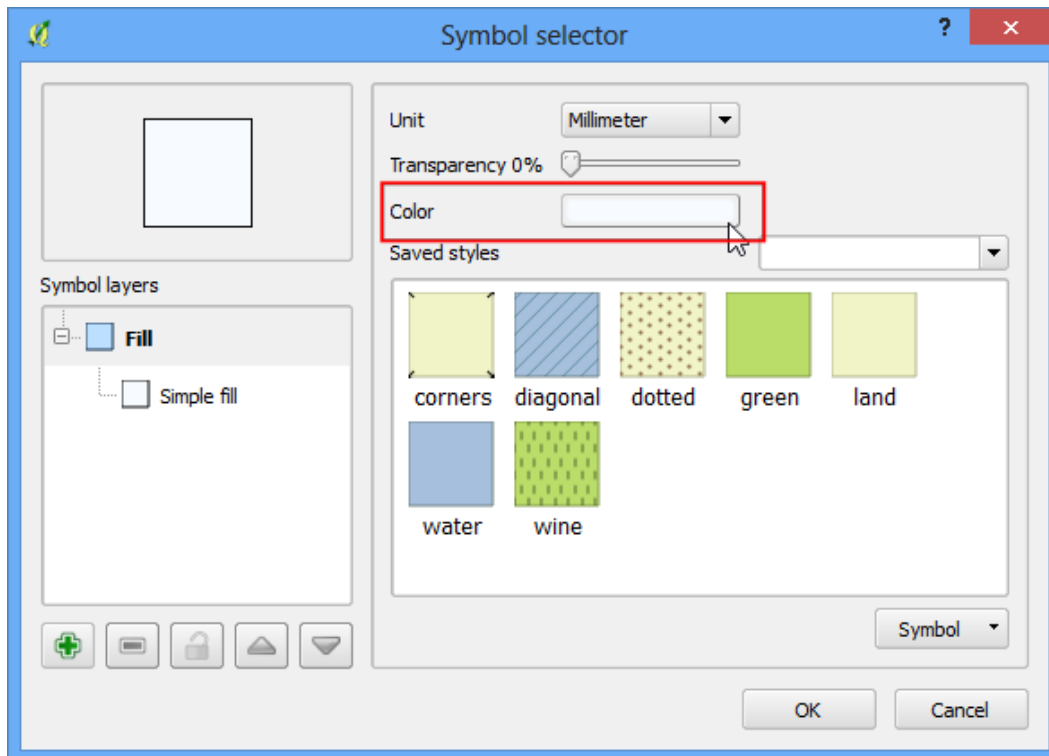 Symbol selector
?
Unit
Millimeter
Transparency 0%
Color
Saved styles
Symbol layers
Fill
Simple fill
corners diagonal dotted green land
water wine
Symbol
OK Cancel